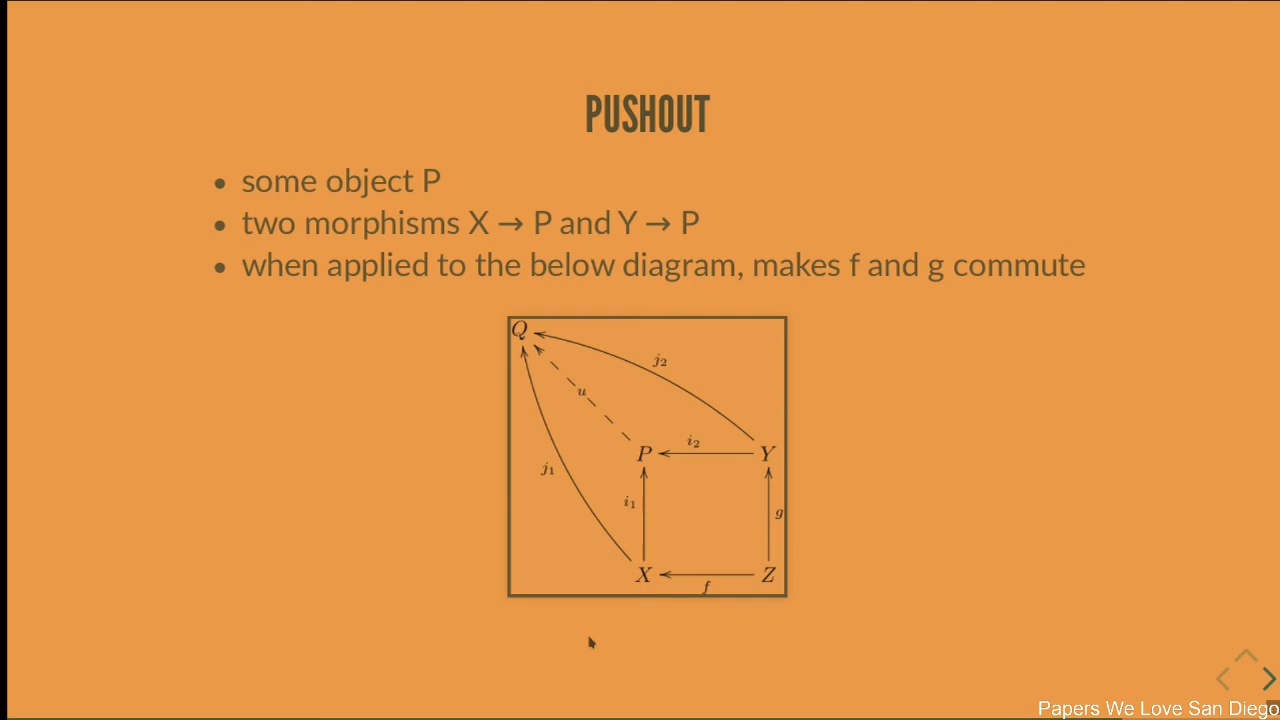 PUSHOUT
some object P
two morphisms X → P and Y → P
when applied to the below diagram, makes f and g commute
Q
j2
u
P
i2
Y
j1
i1
g
X
f
Z
Papers We Love San Diego